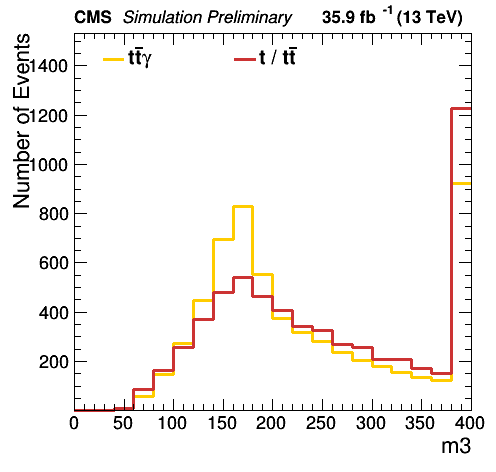 CMS Simulation Preliminary 35.9 fb⁻¹ (13 TeV)
tt̄γ t / tt̄
Number of Events
1400
1200
1000
800
600
400
200
0 50 100 150 200 250 300 350 400
m3